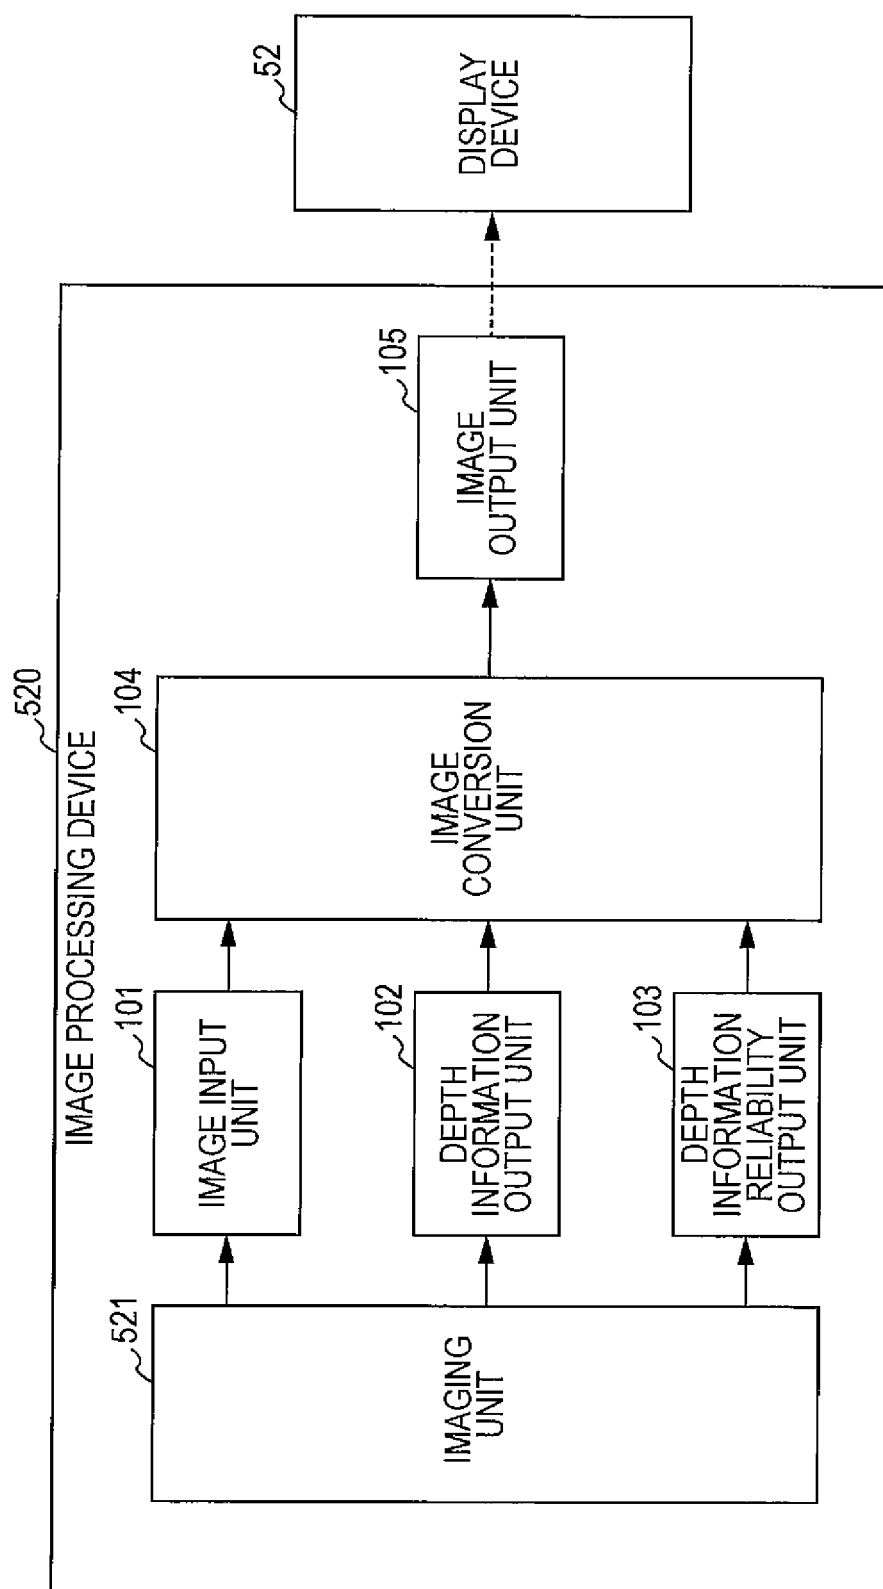 520
IMAGE PROCESSING DEVICE
521
IMAGING
UNIT
101
IMAGE INPUT
UNIT
102
DEPTH
INFORMATION
OUTPUT UNIT
103
DEPTH
INFORMATION
RELIABILITY
OUTPUT UNIT
104
IMAGE
CONVERSION
UNIT
105
IMAGE
OUTPUT UNIT
52
DISPLAY
DEVICE